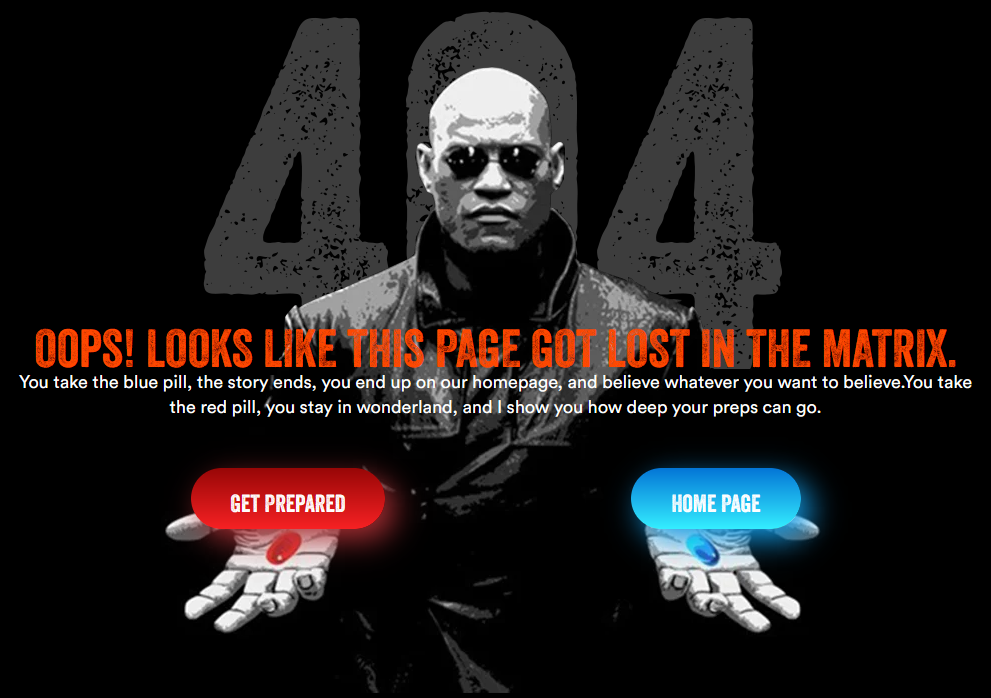 404
OOPS! LOOKS LIKE THIS PAGE GOT LOST IN THE MATRIX.
You take the blue pill, the story ends, you end up on our homepage, and believe whatever you want to believe.You take
the red pill, you stay in wonderland, and I show you how deep your preps can go.
GET PREPARED
HOME PAGE